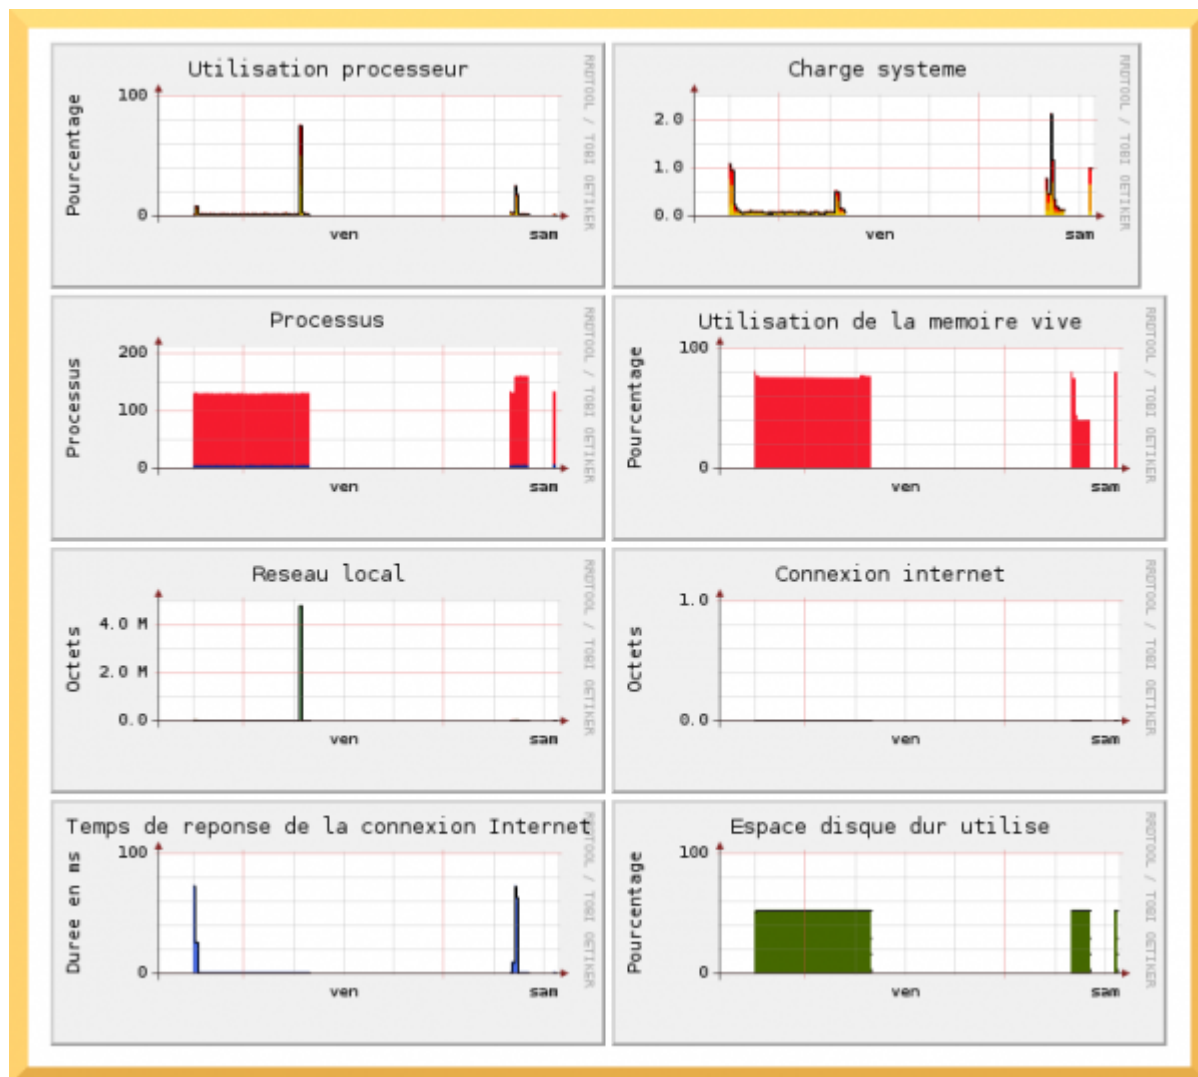 Utilisation processeur
Pourcentage
100
0
ven
sam
RRDTOOL / TOBI OETIKER
Charge systeme
2.0
1.0
0.0
ven
sam
RRDTOOL / TOBI OETIKER
Processus
Processus
200
100
0
ven
sam
RRDTOOL / TOBI OETIKER
Utilisation de la memoire vive
Pourcentage
100
0
ven
sam
RRDTOOL / TOBI OETIKER
Reseau local
Octets
4.0 M
2.0 M
0.0
ven
sam
RRDTOOL / TOBI OETIKER
Connexion internet
Octets
1.0
0.0
ven
sam
RRDTOOL / TOBI OETIKER
Temps de reponse de la connexion Internet
Duree en ms
100
0
ven
sam
RRDTOOL / TOBI OETIKER
Espace disque dur utilise
Pourcentage
100
0
ven
sam
RRDTOOL / TOBI OETIKER